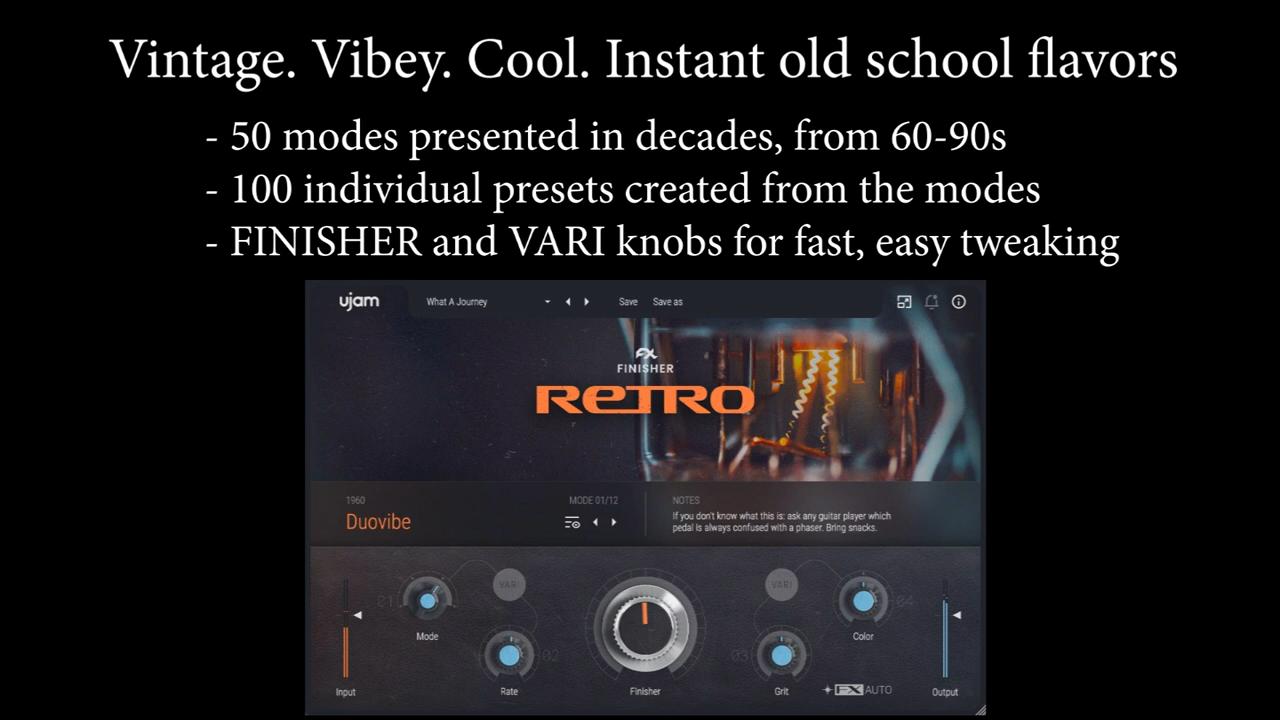 Vintage. Vibey. Cool. Instant old school flavors
- 50 modes presented in decades, from 60-90s
- 100 individual presets created from the modes
- FINISHER and VARI knobs for fast, easy tweaking
ujam
What A Journey
Save
Save as
FX
FINISHER
RETRO
1960
Duovibe
MODE 01/12
NOTES
If you don't know what this is: ask any guitar player which
pedal is always confused with a phaser. Bring snacks.
01
Mode
VARI
02
Rate
Finisher
VARI
03
Grit
04
Color
FX AUTO
Input
Output